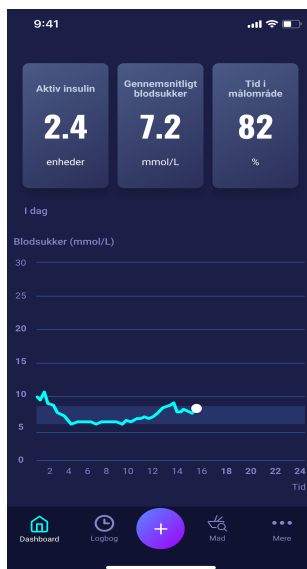 9:41
Aktiv insulin
2.4
enheder
Gennemsnitligt
blodsukker
7.2
mmol/L
Tid i
målområde
82
%
I dag
Blodsukker (mmol/L)
30
25
20
15
10
5
0
2 4 6 8 10 12 14 16 18 20 22 24
Tid
Dashboard
Logbog
+
Mad
Mere